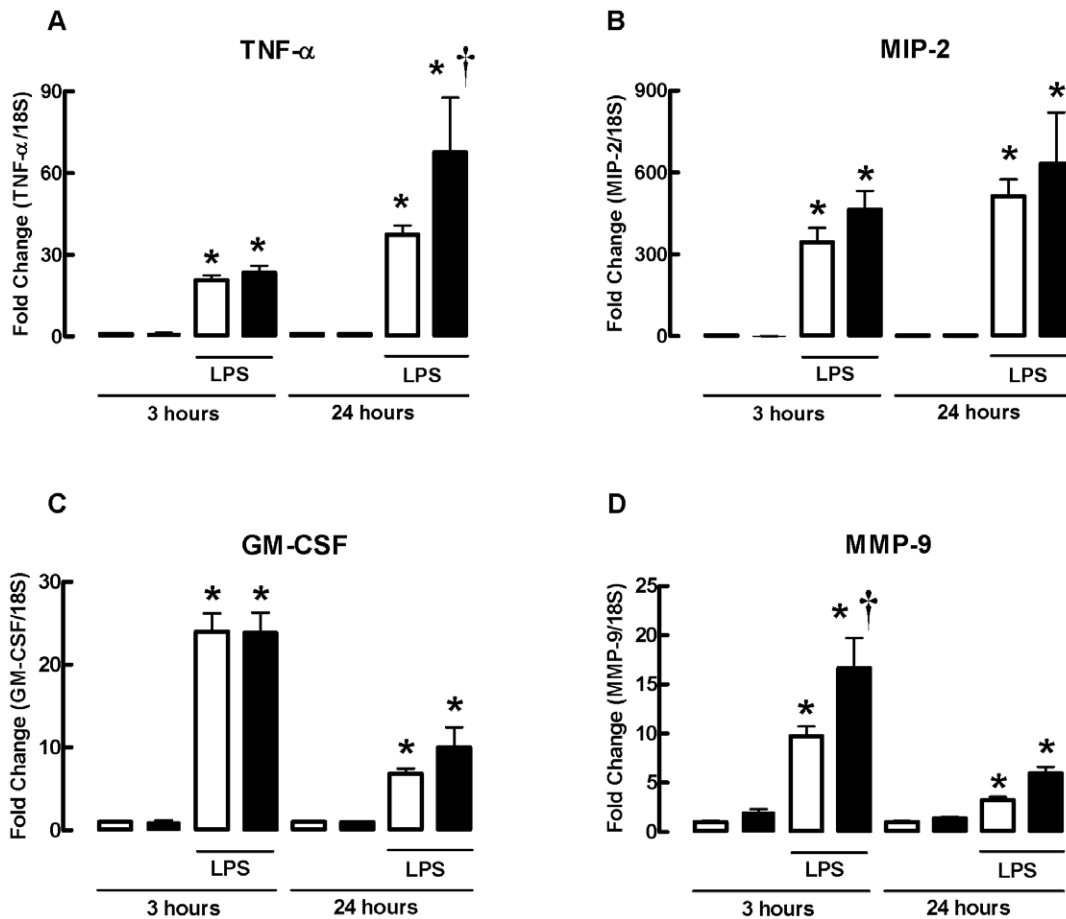 A
TNF-α
Fold Change (TNF-α/18S)
90
60
30
0
* * * * †
LPS LPS
3 hours 24 hours
B
MIP-2
Fold Change (MIP-2/18S)
900
600
300
0
* * * *
LPS LPS
3 hours 24 hours
C
GM-CSF
Fold Change (GM-CSF/18S)
30
20
10
0
* * * *
LPS LPS
3 hours 24 hours
D
MMP-9
Fold Change (MMP-9/18S)
25
20
15
10
5
0
* * † * *
LPS LPS
3 hours 24 hours